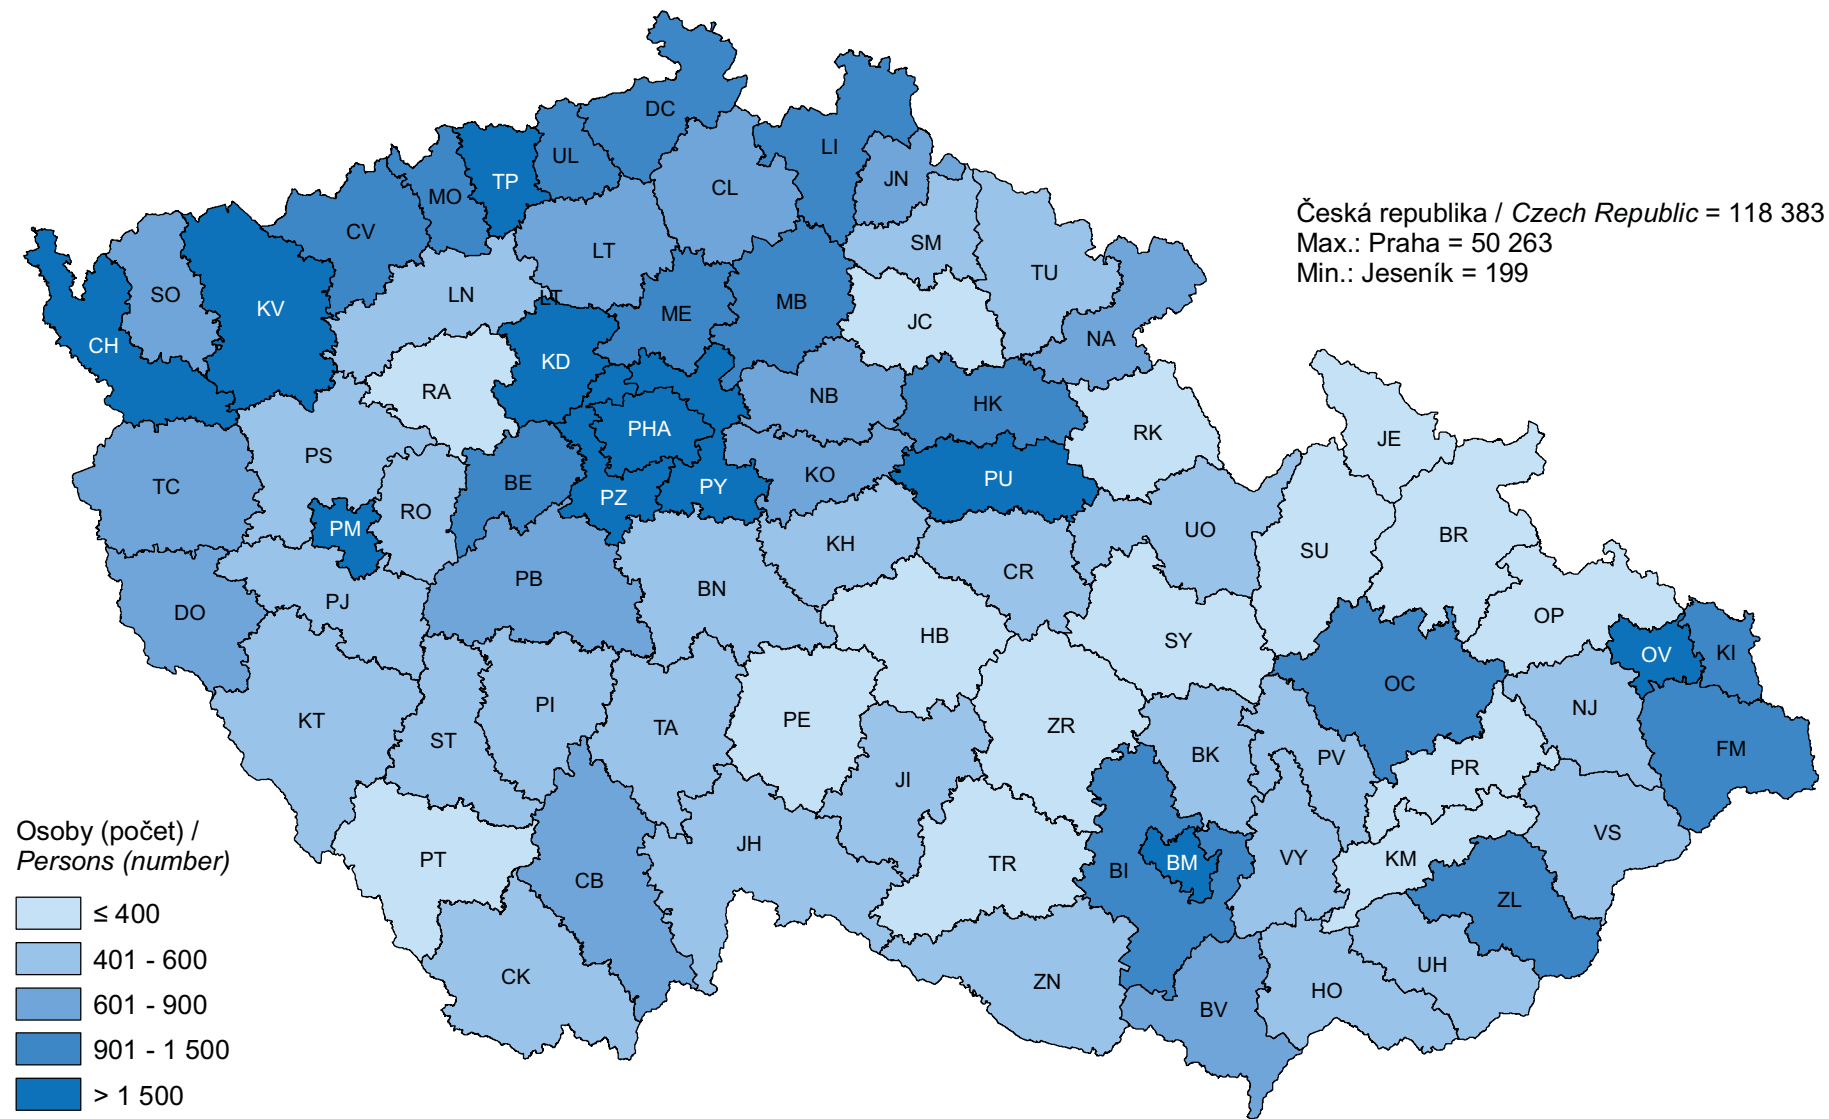 DC
LI
UL
TP
JN
CL
MO
CV
SM
LT
TU
SO
LN
LT
KV
MB
ME
JC
NA
CH
KD
RA
NB
HK
PHA
RK
JE
PS
TC
KO
PU
BE
PY
PZ
RO
PM
UO
BR
SU
KH
CR
PB
BN
PJ
DO
OP
HB
SY
OV
KI
OC
PI
NJ
KT
PE
TA
ZR
ST
FM
BK
PV
PR
JI
VS
JH
PT
KM
VY
BM
TR
BI
CB
ZL
UH
CK
ZN
HO
BV
Česká republika / Czech Republic = 118 383
Max.: Praha = 50 263
Min.: Jeseník = 199
Osoby (počet) /
Persons (number)
≤ 400
401 - 600
601 - 900
901 - 1 500
> 1 500